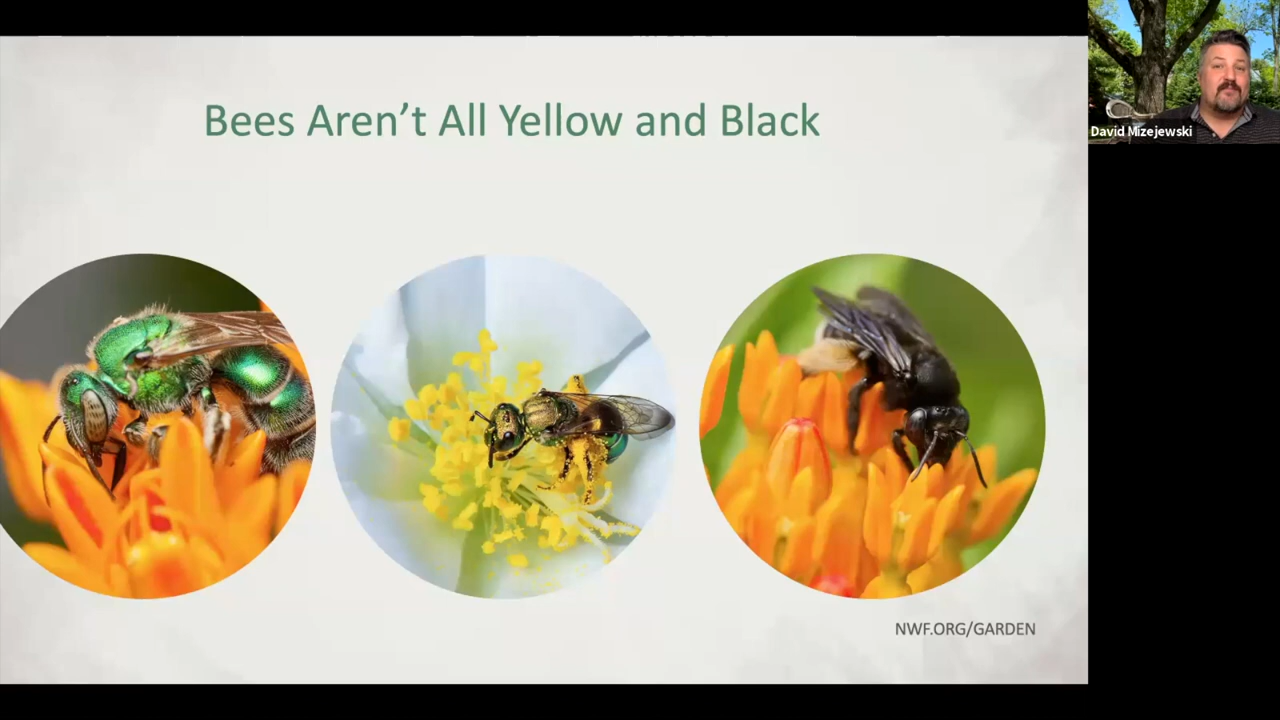 Bees Aren’t All Yellow and Black
David Mizejewski
NWF.ORG/GARDEN